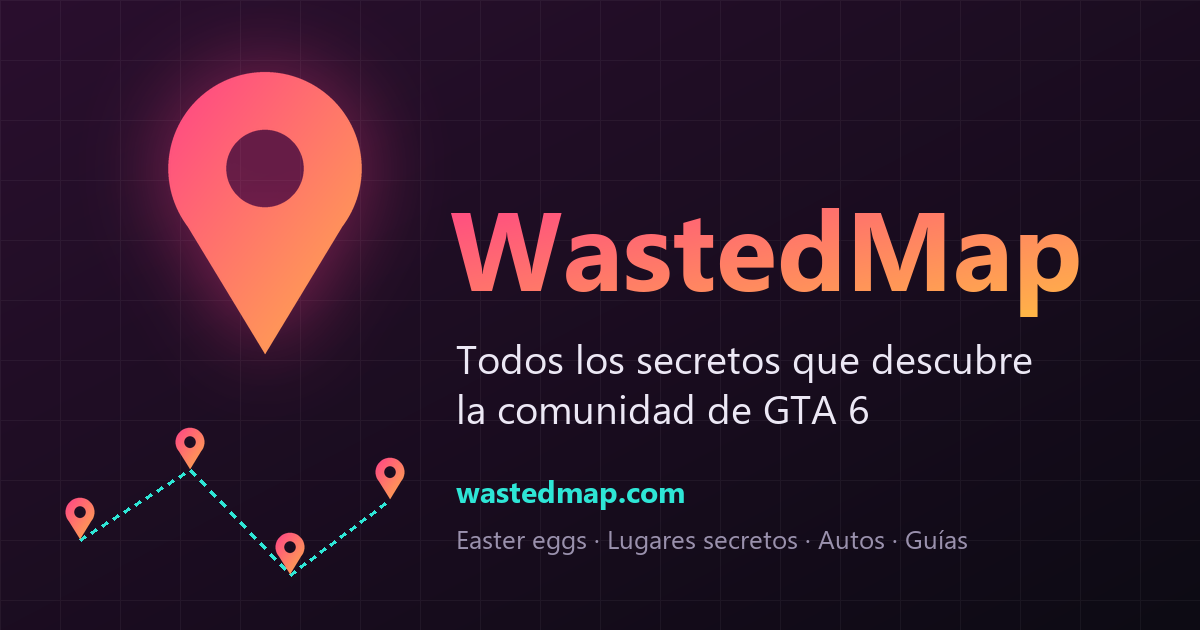 WastedMap
Todos los secretos que descubre
la comunidad de GTA 6
wastedmap.com
Easter eggs · Lugares secretos · Autos · Guías